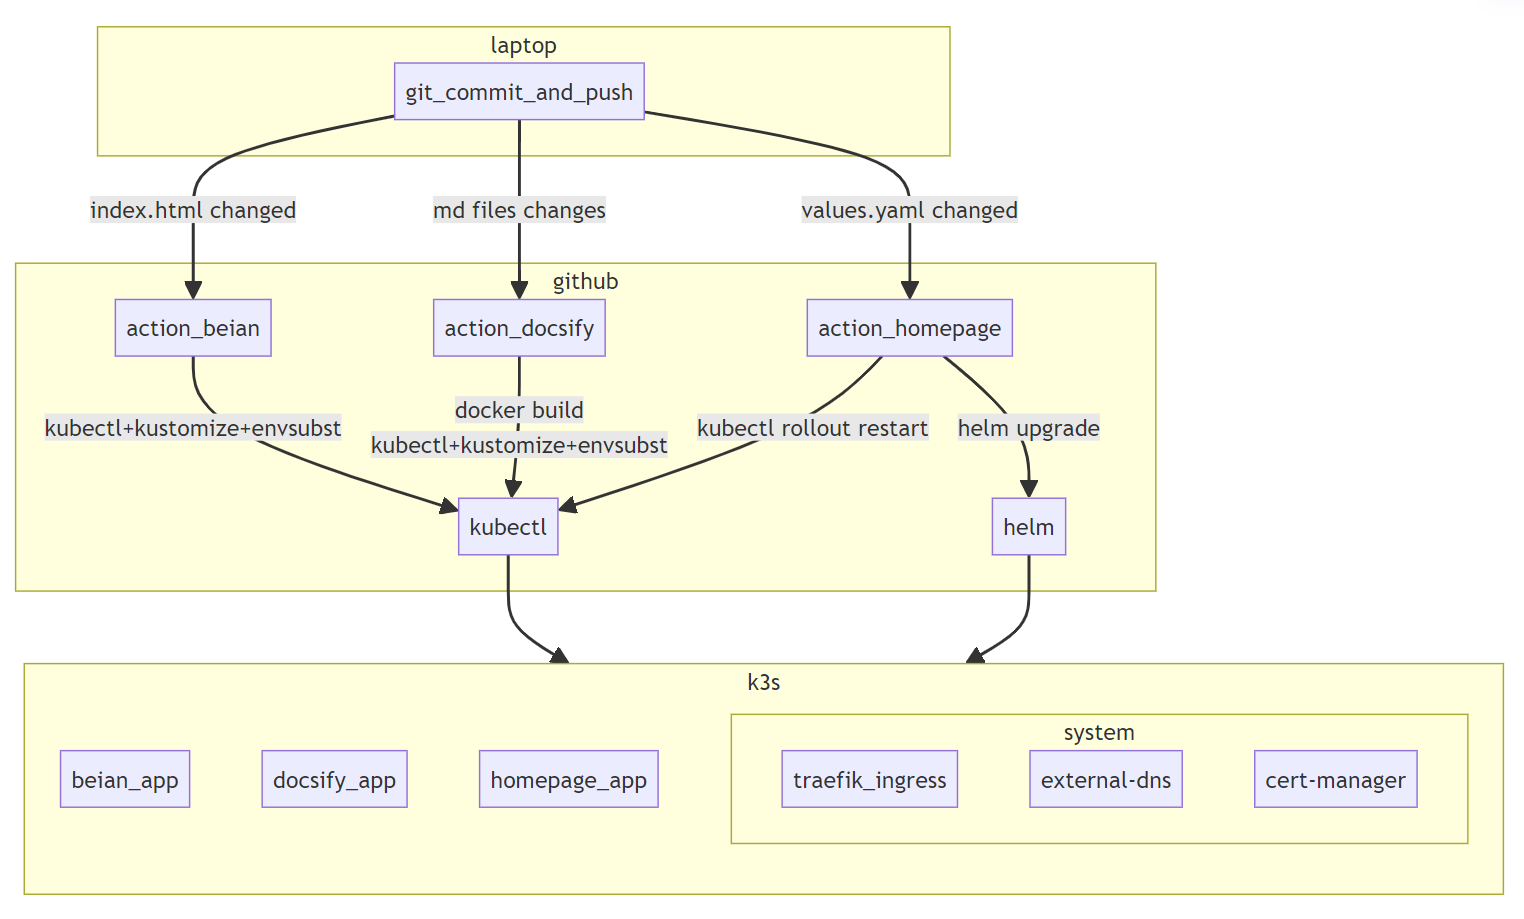 laptop
git_commit_and_push
index.html changed
md files changes
values.yaml changed
github
action_beian
action_docsify
action_homepage
kubectl+kustomize+envsubst
docker build
kubectl+kustomize+envsubst
kubectl rollout restart
helm upgrade
kubectl
helm
k3s
system
beian_app
docsify_app
homepage_app
traefik_ingress
external-dns
cert-manager